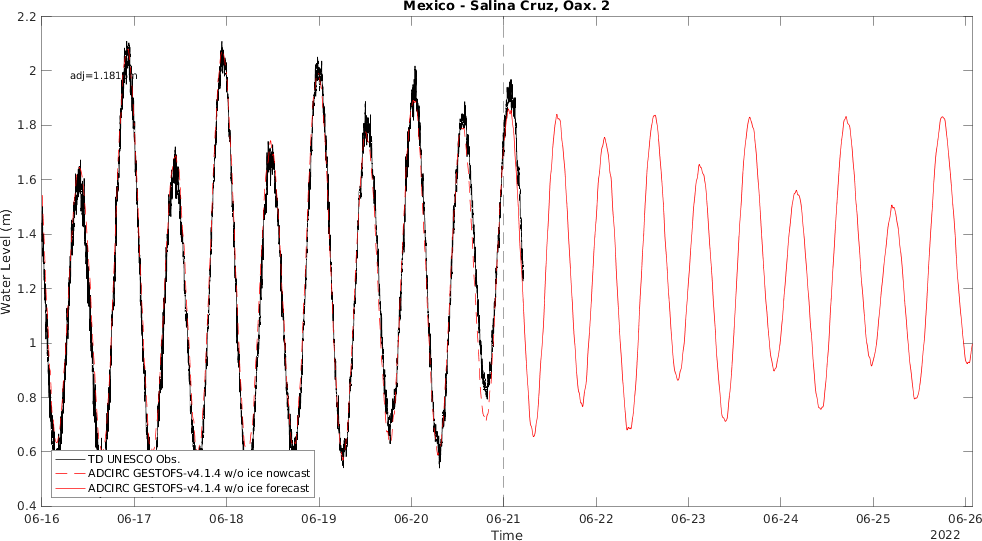 Mexico - Salina Cruz, Oax. 2
2.2
2
1.8
1.6
1.4
1.2
1
0.8
0.6
0.4
Water Level (m)
TD UNESCO Obs.
ADCIRC GESTOFS-v4.1.4 w/o ice nowcast
ADCIRC GESTOFS-v4.1.4 w/o ice forecast
06-16 06-17 06-18 06-19 06-20 06-21 06-22 06-23 06-24 06-25 06-26
Time
2022